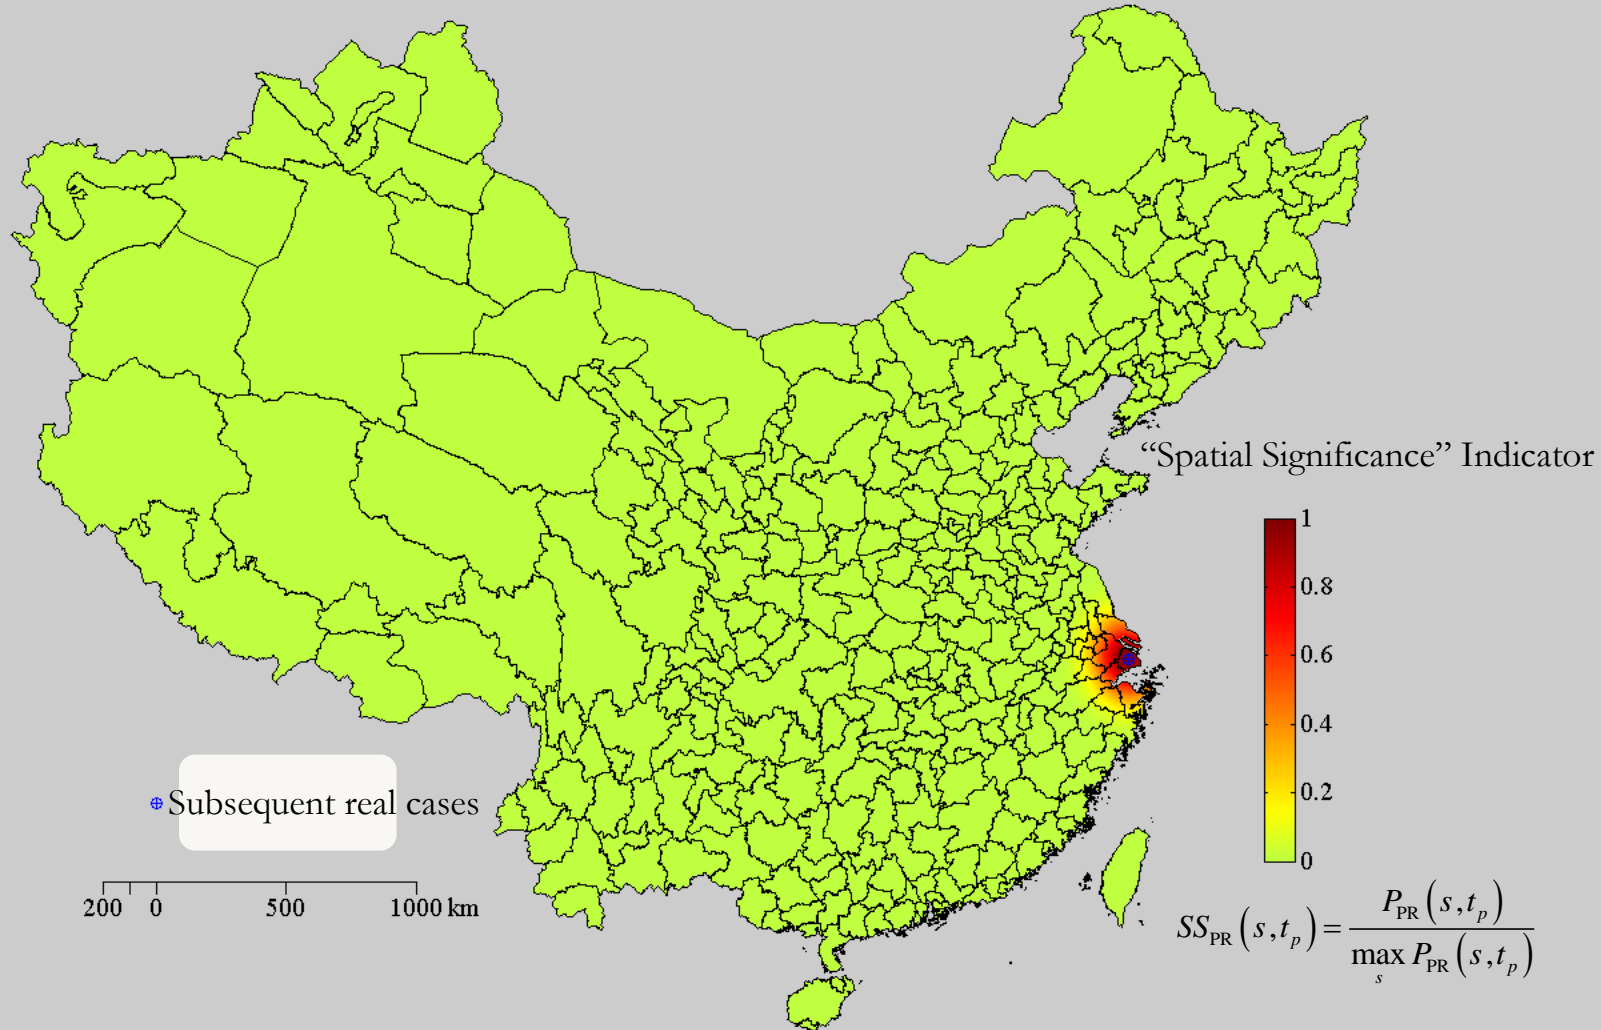 “Spatial Significance” Indicator
1
0.8
0.6
0.4
0.2
0
Subsequent real cases
200 0 500 1000 km
SS_PR(s,t_p) = P_PR(s,t_p) / max_s P_PR(s,t_p)